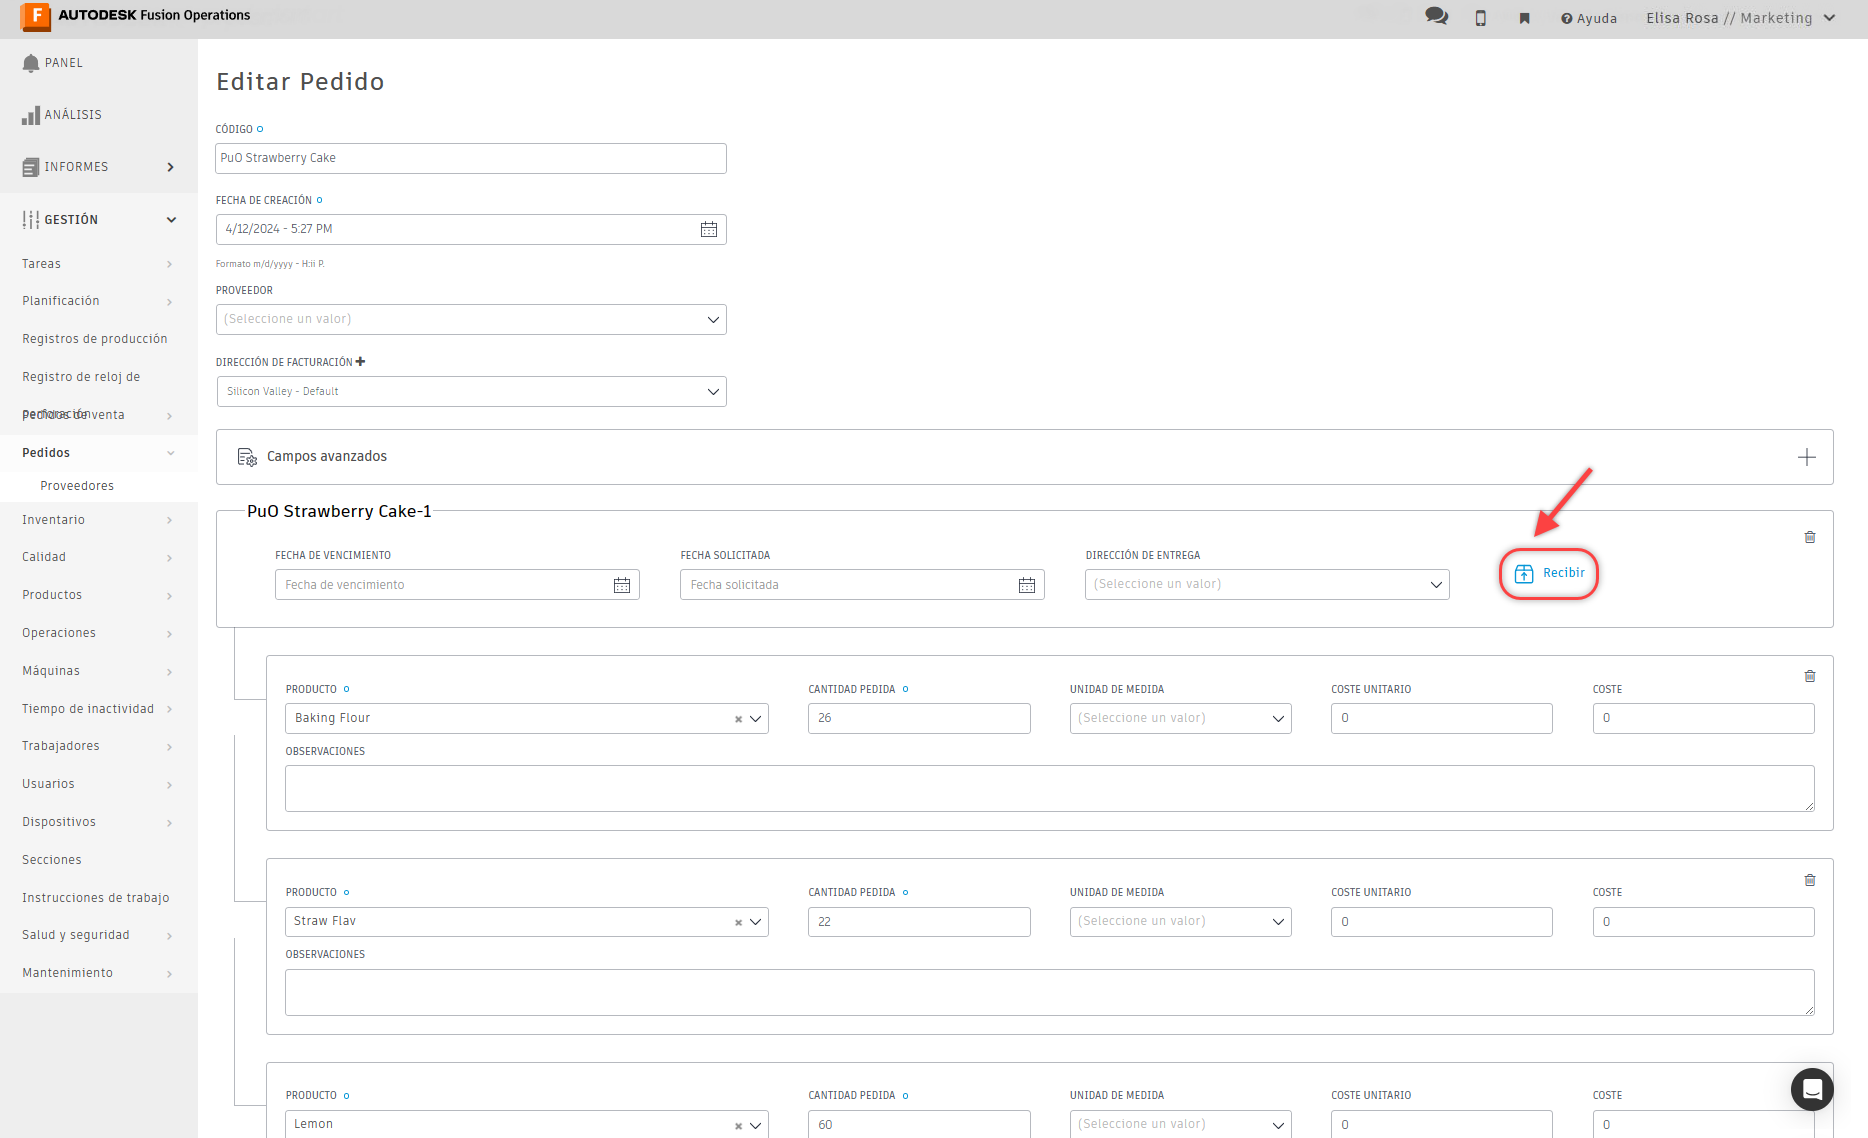 AUTODESK Fusion Operations
Ayuda
Elisa Rosa // Marketing
PANEL
ANÁLISIS
INFORMES
GESTIÓN
Tareas
Planificación
Registros de producción
Registro de reloj de
perforación
Pedidos de venta
Pedidos
Proveedores
Inventario
Calidad
Productos
Operaciones
Máquinas
Tiempo de inactividad
Trabajadores
Usuarios
Dispositivos
Secciones
Instrucciones de trabajo
Salud y seguridad
Mantenimiento
Editar Pedido
CÓDIGO
PuO Strawberry Cake
FECHA DE CREACIÓN
4/12/2024 - 5:27 PM
Formato m/d/yyyy - H:ii P.
PROVEEDOR
(Seleccione un valor)
DIRECCIÓN DE FACTURACIÓN
Silicon Valley - Default
Campos avanzados
PuO Strawberry Cake-1
FECHA DE VENCIMIENTO FECHA SOLICITADA DIRECCIÓN DE ENTREGA
Fecha de vencimiento Fecha solicitada (Seleccione un valor) Recibir
PRODUCTO CANTIDAD PEDIDA UNIDAD DE MEDIDA COSTE UNITARIO COSTE
Baking Flour 26 (Seleccione un valor) 0 0
OBSERVACIONES
PRODUCTO CANTIDAD PEDIDA UNIDAD DE MEDIDA COSTE UNITARIO COSTE
Straw Flav 22 (Seleccione un valor) 0 0
OBSERVACIONES
PRODUCTO CANTIDAD PEDIDA UNIDAD DE MEDIDA COSTE UNITARIO COSTE
Lemon 60 (Seleccione un valor) 0 0